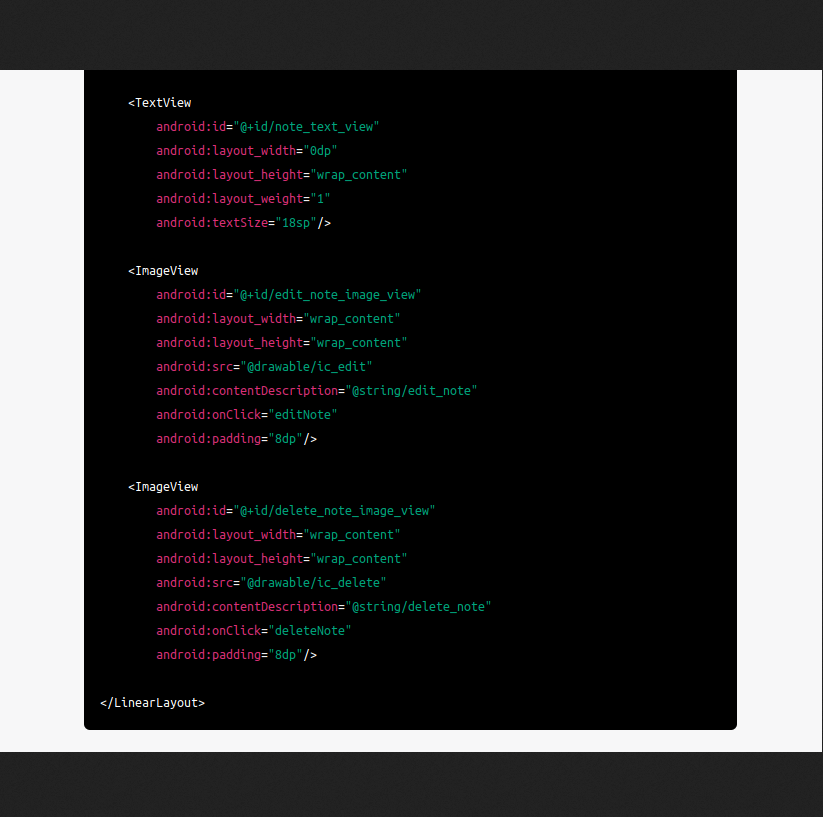 <TextView
android:id="@+id/note_text_view"
android:layout_width="0dp"
android:layout_height="wrap_content"
android:layout_weight="1"
android:textSize="18sp"/>
<ImageView
android:id="@+id/edit_note_image_view"
android:layout_width="wrap_content"
android:layout_height="wrap_content"
android:src="@drawable/ic_edit"
android:contentDescription="@string/edit_note"
android:onClick="editNote"
android:padding="8dp"/>
<ImageView
android:id="@+id/delete_note_image_view"
android:layout_width="wrap_content"
android:layout_height="wrap_content"
android:src="@drawable/ic_delete"
android:contentDescription="@string/delete_note"
android:onClick="deleteNote"
android:padding="8dp"/>
</LinearLayout>